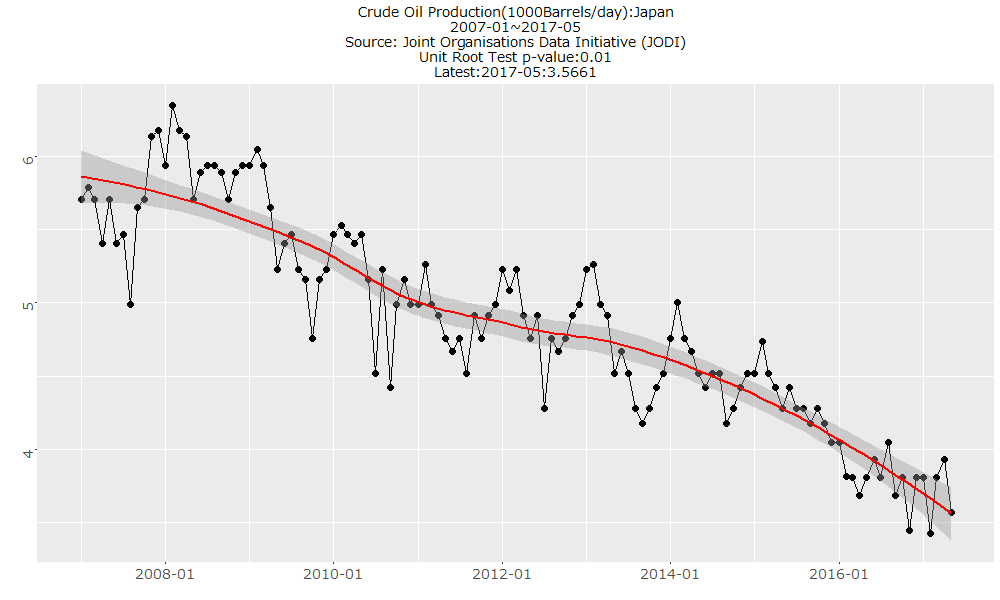 Crude Oil Production(1000Barrels/day):Japan
2007-01~2017-05
Source: Joint Organisations Data Initiative (JODI)
Unit Root Test p-value:0.01
Latest:2017-05:3.5661
6
5
4
2008-01 2010-01 2012-01 2014-01 2016-01